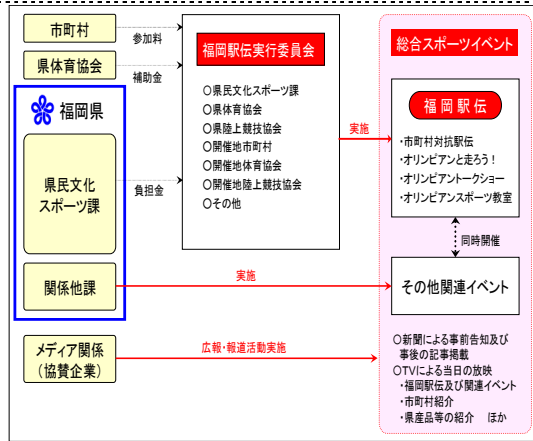 市町村
参加料
県体育協会
補助金
福岡県
県民文化
スポーツ課
負担金
関係他課
メディア関係
(協賛企業)
福岡駅伝実行委員会
○県民文化スポーツ課
○県体育協会
○県陸上競技協会
○開催地市町村
○開催地体育協会
○開催地陸上競技協会
○その他
実施
実施
広報・報道活動実施
総合スポーツイベント
福岡駅伝
・市町村対抗駅伝
・オリンピアンと走ろう!
・オリンピアントークショー
・オリンピアンスポーツ教室
同時開催
その他関連イベント
○新聞による事前告知及び
事後の記事掲載
○TVによる当日の放映
・福岡駅伝及び関連イベント
・市町村紹介
・県産品等の紹介 ほか